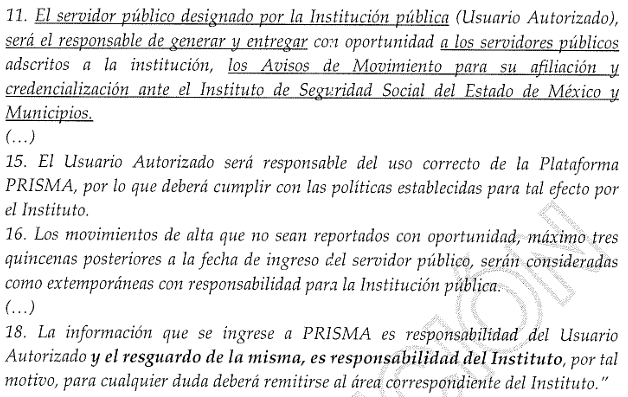 11. El servidor público designado por la Institución pública (Usuario Autorizado),
será el responsable de generar y entregar con oportunidad a los servidores públicos
adscritos a la institución, los Avisos de Movimiento para su afiliación y
credencialización ante el Instituto de Seguridad Social del Estado de México y
Municipios.
(…)
15. El Usuario Autorizado será responsable del uso correcto de la Plataforma
PRISMA, por lo que deberá cumplir con las políticas establecidas para tal efecto por
el Instituto.
16. Los movimientos de alta que no sean reportados con oportunidad, máximo tres
quincenas posteriores a la fecha de ingreso del servidor público, serán consideradas
como extemporáneas con responsabilidad para la Institución pública.
(…)
18. La información que se ingrese a PRISMA es responsabilidad del Usuario
Autorizado y el resguardo de la misma, es responsabilidad del Instituto, por tal
motivo, para cualquier duda deberá remitirse al área correspondiente del Instituto.”